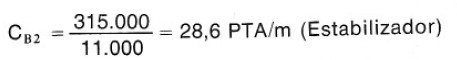 C_B2 = 315.000 / 11.000 = 28,6 PTA/m (Estabilizador)